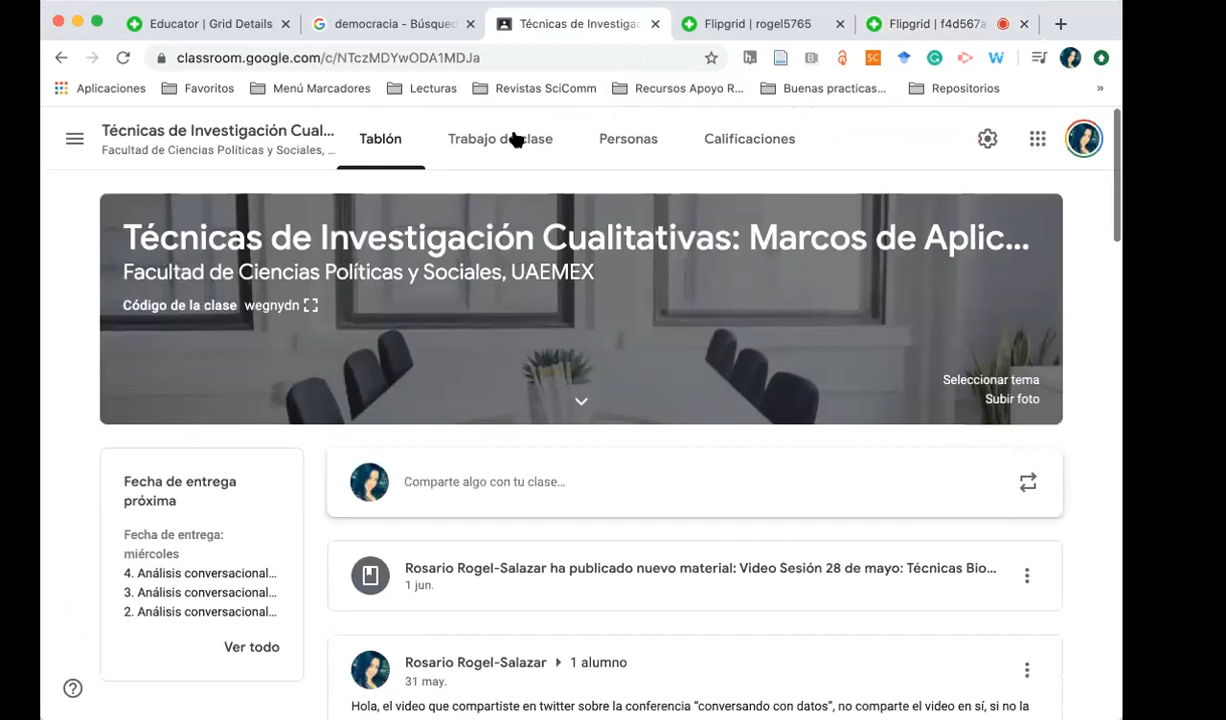 Educator | Grid Details
democracia - Búsqued
Técnicas de Investigac
Flipgrid | rogel5765
Flipgrid | f4d567a
classroom.google.com/c/NTczMDYwODA1MDJa
Aplicaciones
Favoritos
Menú Marcadores
Lecturas
Revistas SciComm
Recursos Apoyo R...
Buenas practicas...
Repositorios
»
Técnicas de Investigación Cual...
Facultad de Ciencias Políticas y Sociales, ...
Tablón
Trabajo de clase
Personas
Calificaciones
Técnicas de Investigación Cualitativas: Marcos de Aplic...
Facultad de Ciencias Políticas y Sociales, UAEMEX
Código de la clase wegnydn
Seleccionar tema
Subir foto
Fecha de entrega
próxima
Fecha de entrega:
miércoles
4. Análisis conversacional...
3. Análisis conversacional...
2. Análisis conversacional...
Ver todo
Comparte algo con tu clase...
Rosario Rogel-Salazar ha publicado nuevo material: Video Sesión 28 de mayo: Técnicas Bio...
1 jun.
Rosario Rogel-Salazar ▸ 1 alumno
31 may.
Hola, el video que compartiste en twitter sobre la conferencia “conversando con datos”, no comparte el video en sí, si no la